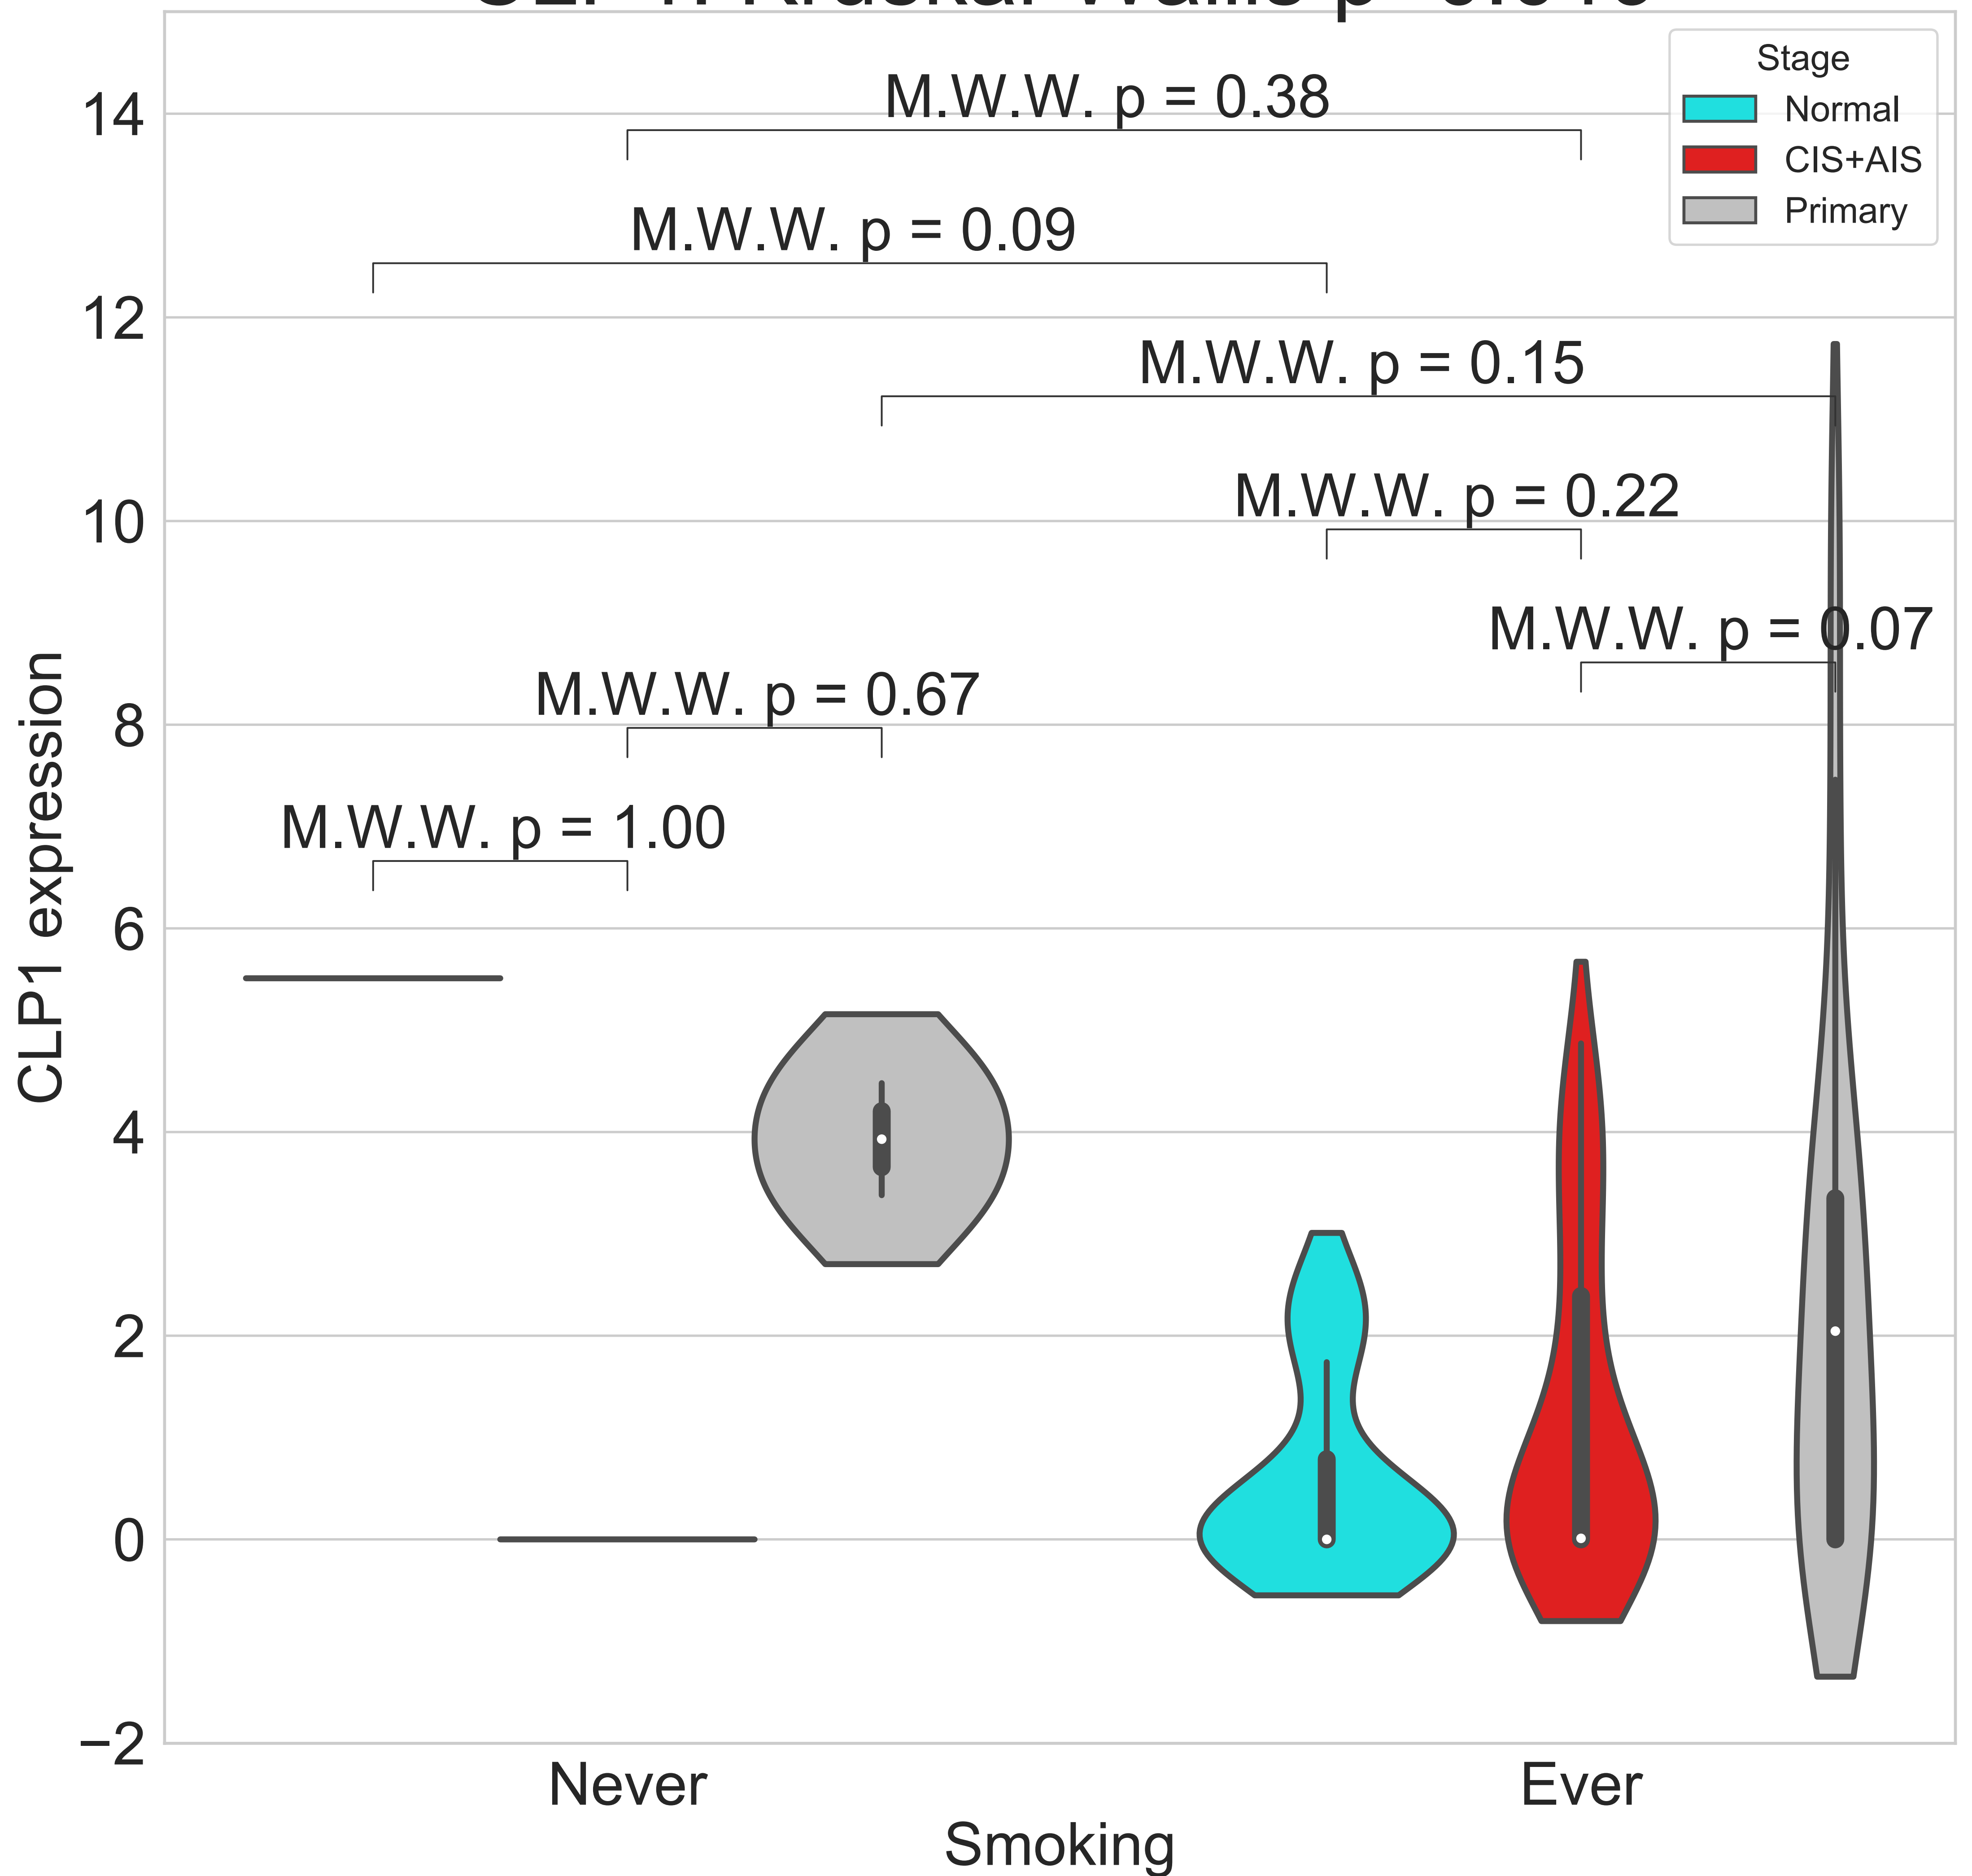 Stage
Normal
CIS+AIS
Primary
M.W.W. p = 0.38
M.W.W. p = 0.09
M.W.W. p = 0.15
M.W.W. p = 0.22
M.W.W. p = 0.07
M.W.W. p = 0.67
M.W.W. p = 1.00
14
12
10
8
6
4
2
0
−2
CLP1 expression
Never
Ever
Smoking